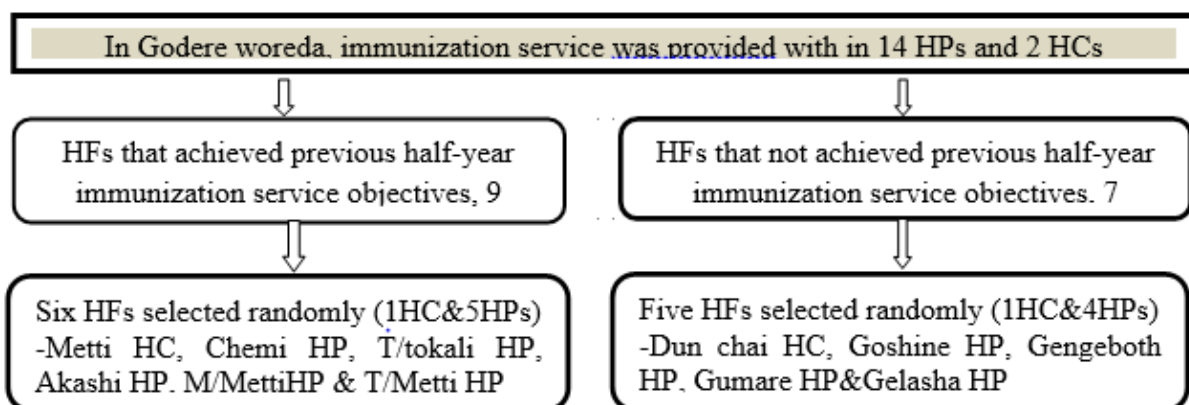 In Godere woreda, immunization service was provided with in 14 HPs and 2 HCs
HFs that achieved previous half-year
immunization service objectives, 9
HFs that not achieved previous half-year
immunization service objectives. 7
Six HFs selected randomly (1HC&5HPs)
-Metti HC, Chemi HP, T/tokali HP,
Akashi HP, M/MettiHP & T/Metti HP
Five HFs selected randomly (1HC&4HPs)
-Dun chai HC, Goshine HP, Gengeboth
HP, Gumare HP&Gelasha HP